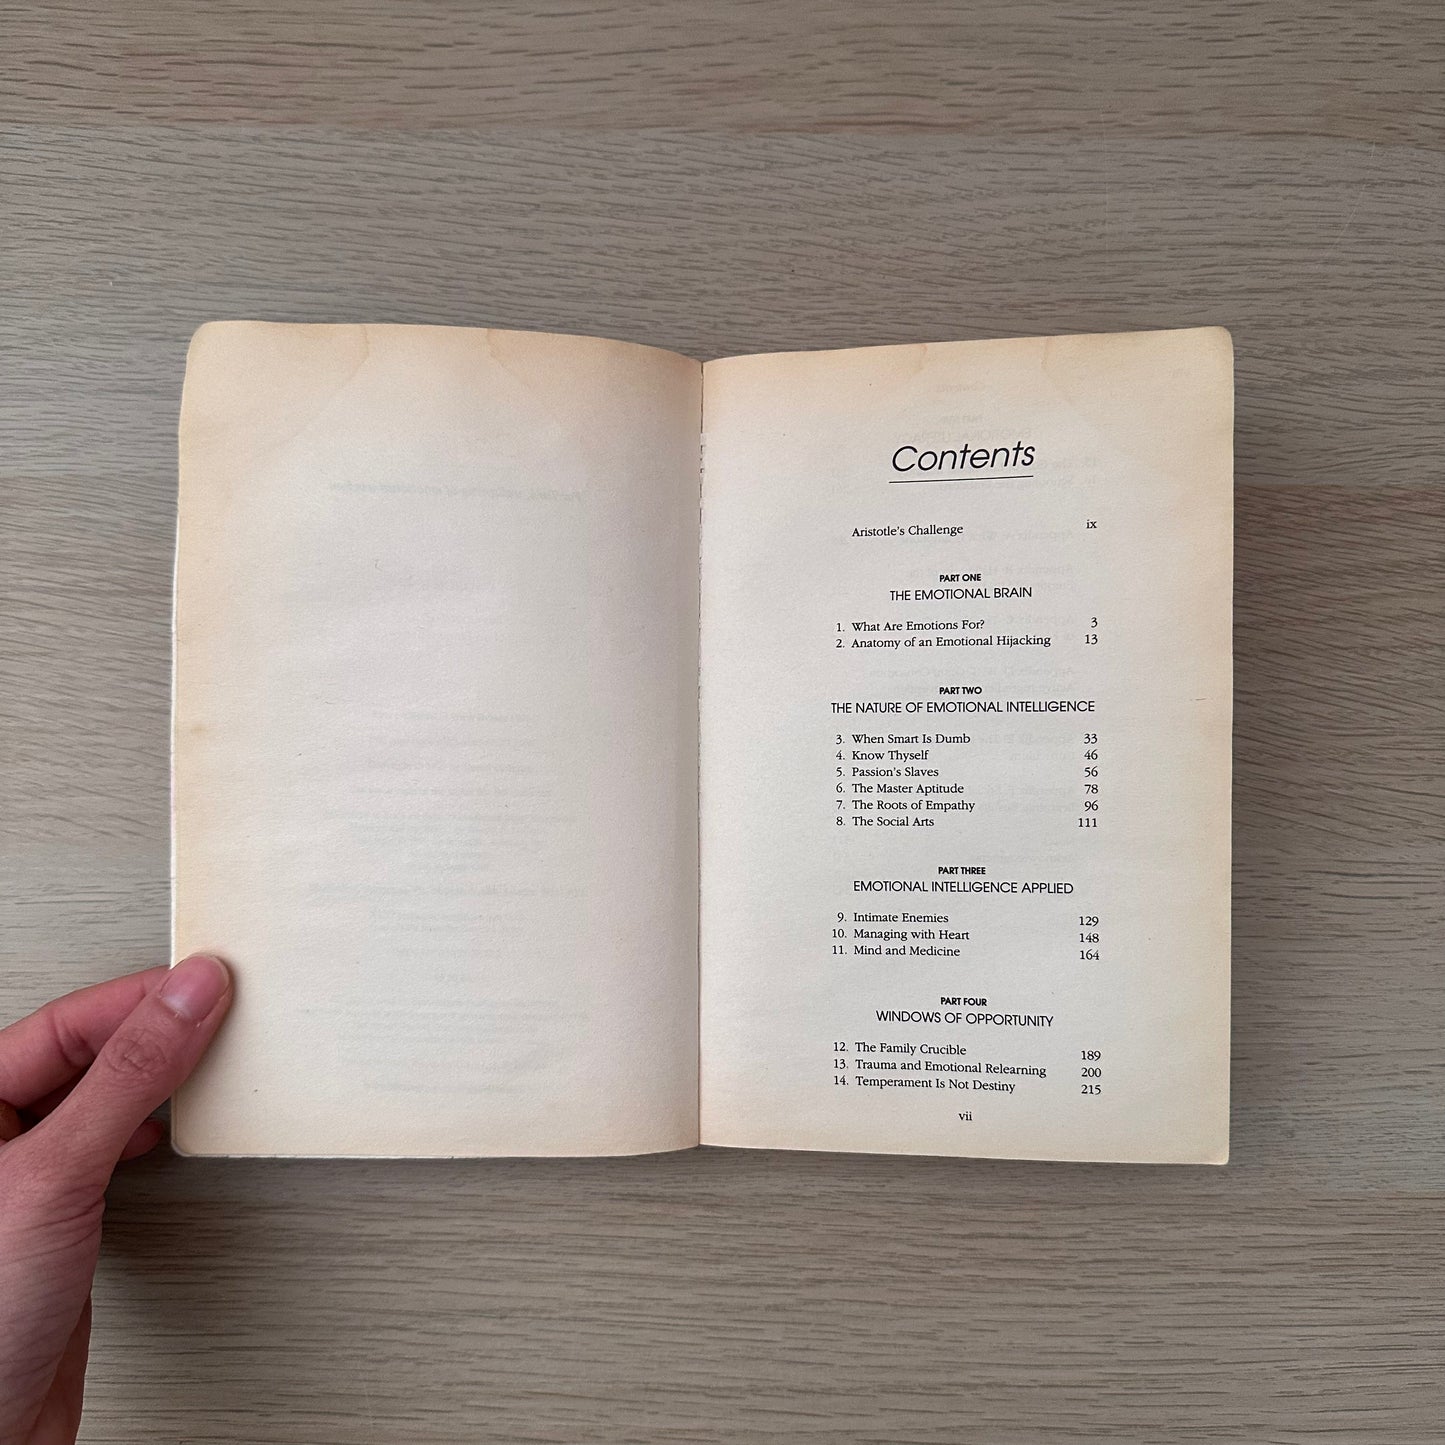 Contents
Aristotle's Challenge ix
PART ONE
THE EMOTIONAL BRAIN
1. What Are Emotions For? 3
2. Anatomy of an Emotional Hijacking 13
PART TWO
THE NATURE OF EMOTIONAL INTELLIGENCE
3. When Smart Is Dumb 33
4. Know Thyself 46
5. Passion's Slaves 56
6. The Master Aptitude 78
7. The Roots of Empathy 96
8. The Social Arts 111
PART THREE
EMOTIONAL INTELLIGENCE APPLIED
9. Intimate Enemies 129
10. Managing with Heart 148
11. Mind and Medicine 164
PART FOUR
WINDOWS OF OPPORTUNITY
12. The Family Crucible 189
13. Trauma and Emotional Relearning 200
14. Temperament Is Not Destiny 215
vii